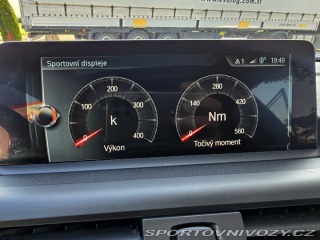 Sportovní displeje
1
19:49
200
100
300
0
400
k
Výkon
280
140
420
0
560
Nm
Točivý moment
SPORTOVNIVOZY.CZ